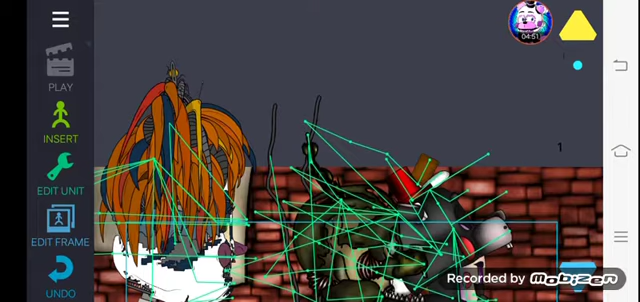 04:51
PLAY
INSERT
1
EDIT UNIT
EDIT FRAME
Recorded by mobizen
UNDO